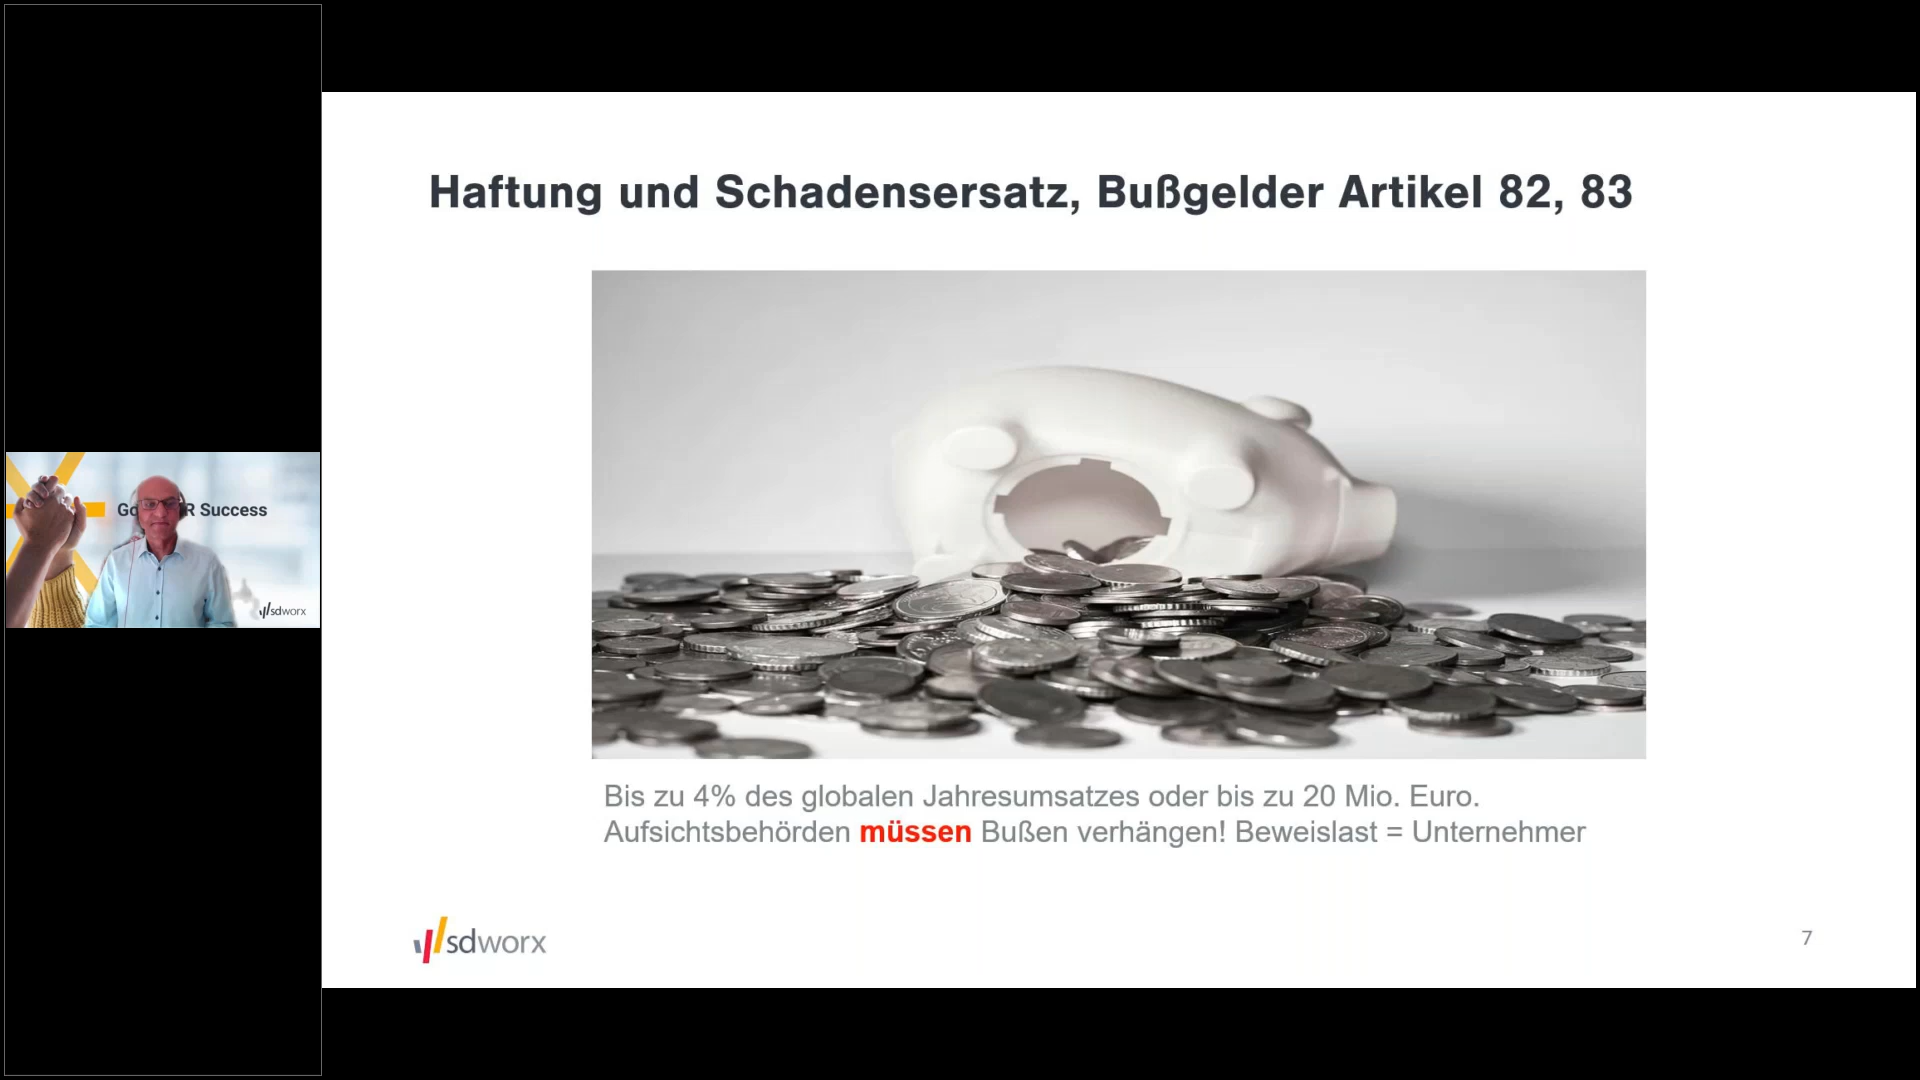 Haftung und Schadensersatz, Bußgelder Artikel 82, 83
Go R Success
sdworx
Bis zu 4% des globalen Jahresumsatzes oder bis zu 20 Mio. Euro.
Aufsichtsbehörden müssen Bußen verhängen! Beweislast = Unternehmer
sdworx
7